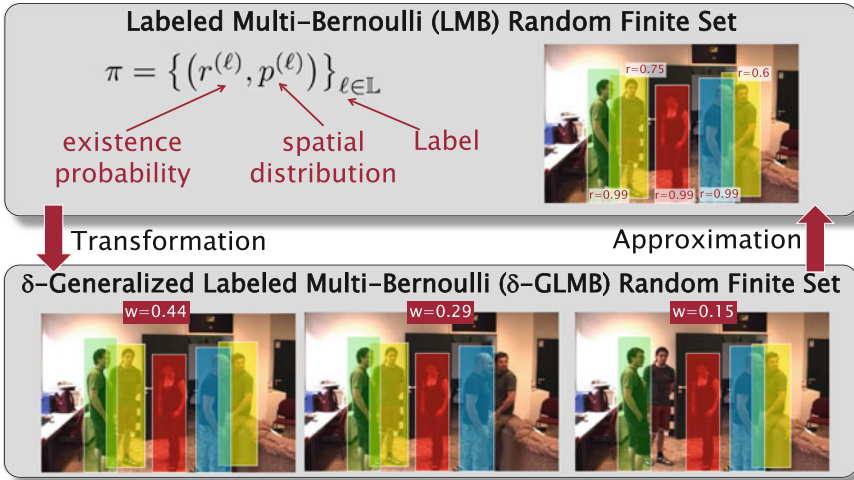 Labeled Multi-Bernoulli (LMB) Random Finite Set
π = {(r^(ℓ), p^(ℓ))}_ℓ∈𝕃
existence probability
spatial distribution
Label
r=0.75
r=0.6
r=0.99
r=0.99
r=0.99
Transformation
Approximation
δ-Generalized Labeled Multi-Bernoulli (δ-GLMB) Random Finite Set
w=0.44
w=0.29
w=0.15